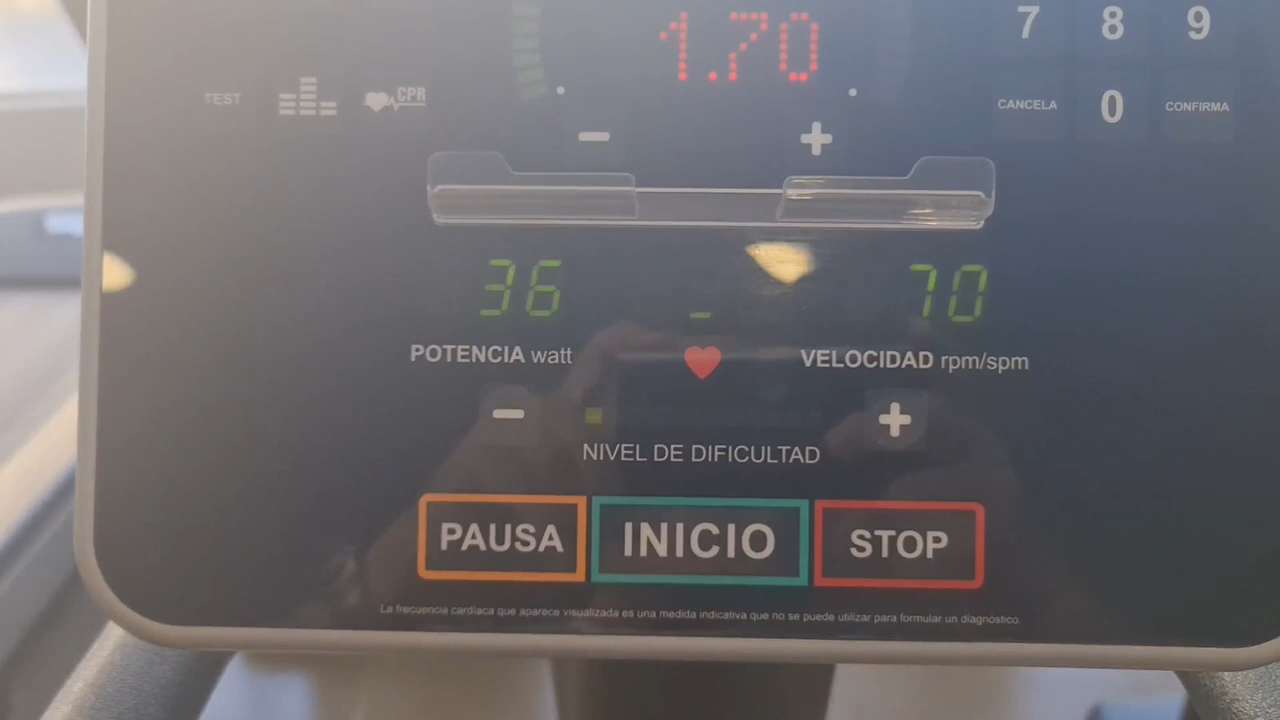 1.70
7 8 9
TEST
CPR
CANCELA 0 CONFIRMA
− +
36 – 70
POTENCIA watt VELOCIDAD rpm/spm
− +
NIVEL DE DIFICULTAD
PAUSA INICIO STOP
La frecuencia cardíaca que aparece visualizada es una medida indicativa que no se puede utilizar para formular un diagnóstico.